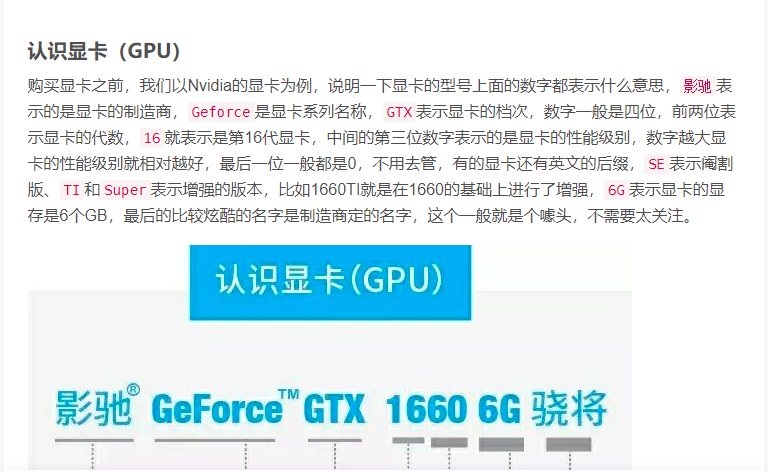 认识显卡（GPU）
购买显卡之前，我们以Nvidia的显卡为例，说明一下显卡的型号上面的数字都表示什么意思，影驰 表
示的是显卡的制造商，Geforce 是显卡系列名称，GTX 表示显卡的档次，数字一般是四位，前两位表
示显卡的代数，16 就表示是第16代显卡，中间的第三位数字表示的是显卡的性能级别，数字越大显
卡的性能级别就相对越好，最后一位一般都是0，不用去管，有的显卡还有英文的后缀，SE 表示阉割
版、TI 和 Super 表示增强的版本，比如1660TI就是在1660的基础上进行了增强，6G 表示显卡的显
存是6个GB，最后的比较炫酷的名字是制造商定的名字，这个一般就是个噱头，不需要太关注。
认识显卡（GPU）
影驰® GeForce™ GTX 1660 6G 骁将